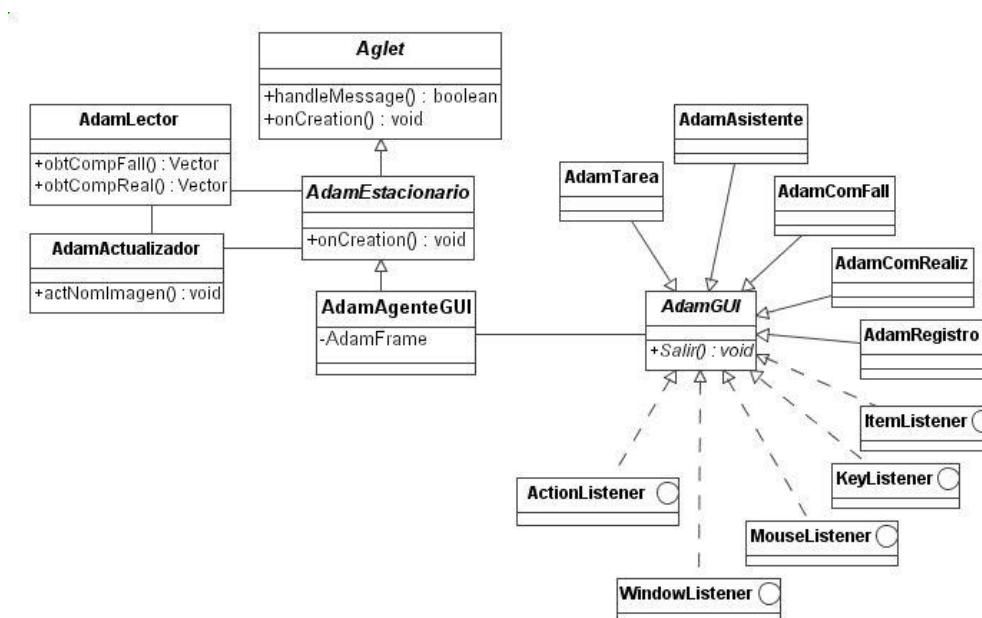 Aglet
+handleMessage() : boolean
+onCreation() : void
AdamLector
+obtCompFall() : Vector
+obtCompReal() : Vector
AdamEstacionario
+onCreation() : void
AdamActualizador
+actNomImagen() : void
AdamAgenteGUI
-AdamFrame
AdamAsistente
AdamTarea
AdamComFall
AdamComRealiz
AdamGUI
+Salir() : void
AdamRegistro
ItemListener
KeyListener
ActionListener
MouseListener
WindowListener